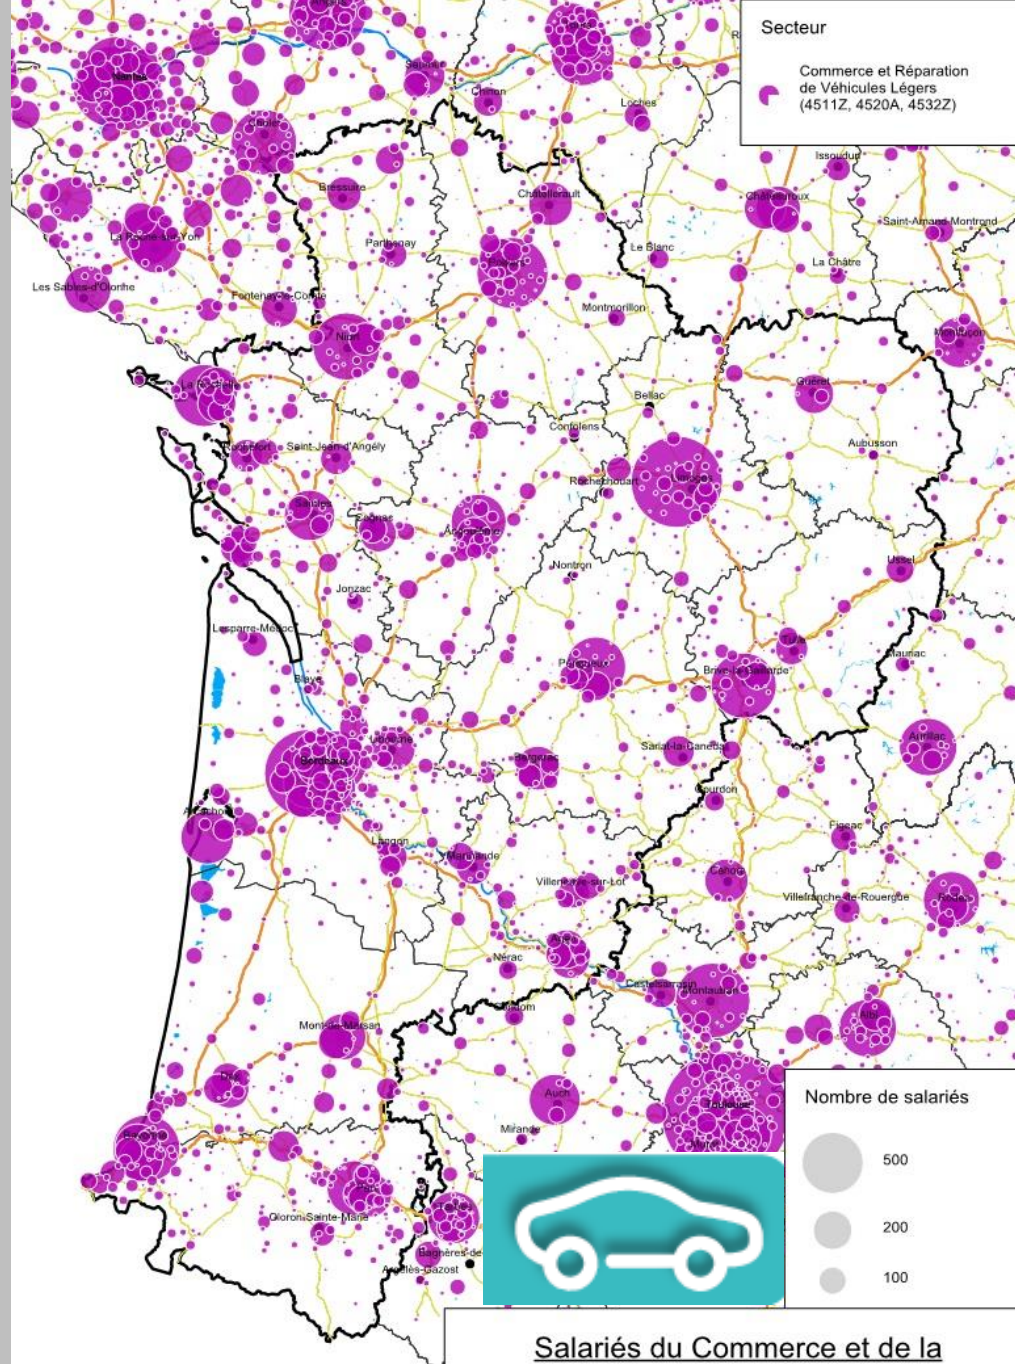 Secteur
Commerce et Réparation
de Véhicules Légers
(4511Z, 4520A, 4532Z)
Angers
Nantes
Saumur
Chinon
Loches
Cholet
Issoudun
Bressuire
Châtellerault
Châteauroux
Saint-Amand-Montrond
La Roche-sur-Yon
Parthenay
Le Blanc
La Châtre
Poitiers
Les Sables-d'Olonne
Fontenay-le-Comte
Montmorillon
Niort
Montluçon
La Rochelle
Guéret
Bellac
Confolens
Aubusson
Rochefort
Saint-Jean-d'Angély
Rochechouart
Limoges
Saintes
Cognac
Angoulême
Nontron
Ussel
Jonzac
Lesparre-Médoc
Tulle
Mauriac
Périgueux
Brive-la-Gaillarde
Blaye
Libourne
Sarlat-la-Canéda
Aurillac
Bordeaux
Bergerac
Gourdon
Arcachon
Figeac
Langon
Marmande
Cahors
Villeneuve-sur-Lot
Villefranche-de-Rouergue
Rodez
Agen
Nérac
Castelsarrasin
Montauban
Condom
Albi
Mont-de-Marsan
Dax
Auch
Toulouse
Mirande
Muret
Bayonne
Pau
Tarbes
Oloron-Sainte-Marie
Bagnères-de
Argelès-Gazost
Nombre de salariés
500
200
100
Salariés du Commerce et de la